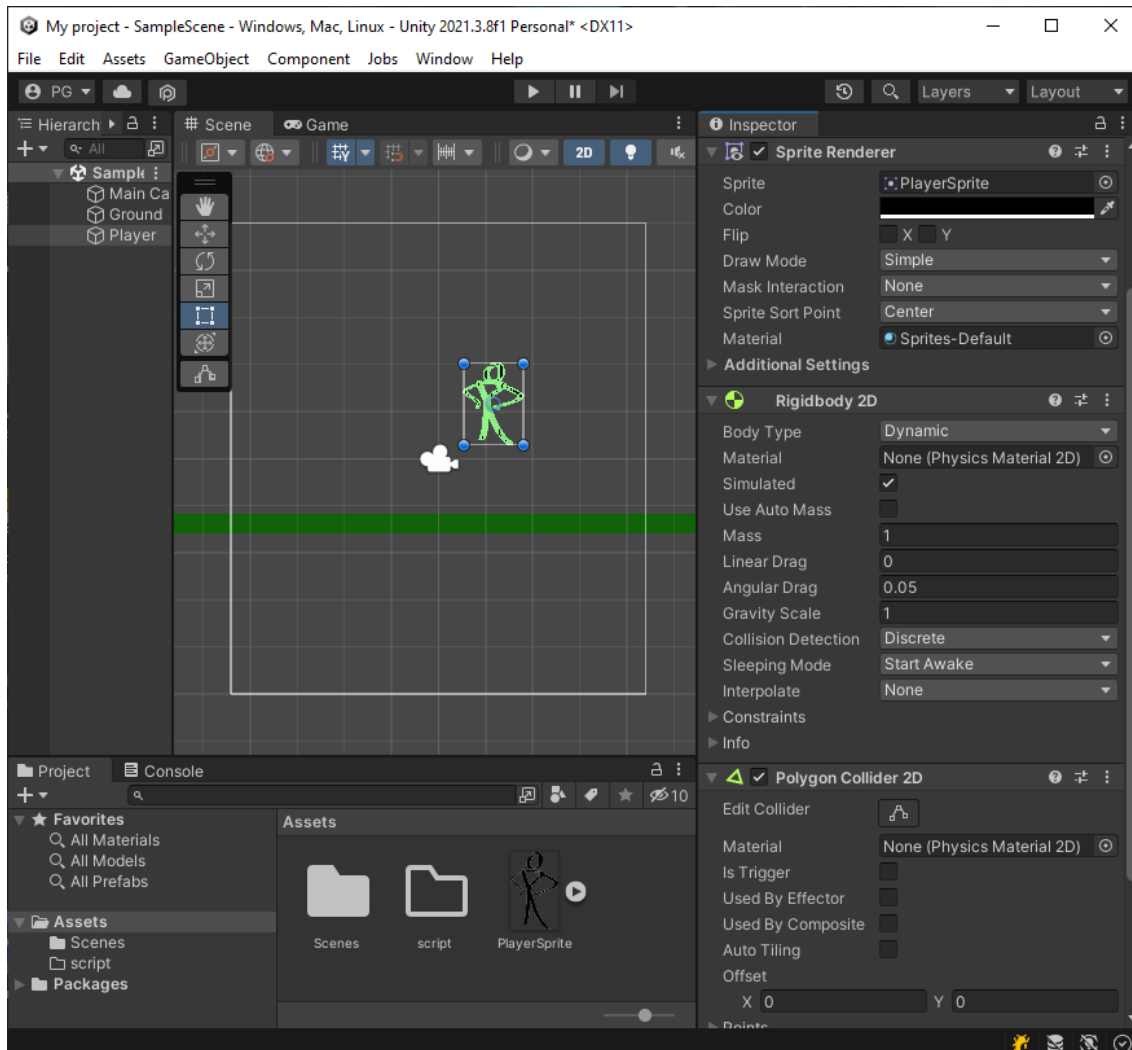 My project - SampleScene - Windows, Mac, Linux - Unity 2021.3.8f1 Personal* <DX11>
File Edit Assets GameObject Component Jobs Window Help
PG Layers Layout
Hierarch
All
Sample
Main Ca
Ground
Player
Scene Game
2D
Inspector
Sprite Renderer
Sprite PlayerSprite
Color
Flip X Y
Draw Mode Simple
Mask Interaction None
Sprite Sort Point Center
Material Sprites-Default
Additional Settings
Rigidbody 2D
Body Type Dynamic
Material None (Physics Material 2D)
Simulated
Use Auto Mass
Mass 1
Linear Drag 0
Angular Drag 0.05
Gravity Scale 1
Collision Detection Discrete
Sleeping Mode Start Awake
Interpolate None
Constraints
Info
Polygon Collider 2D
Edit Collider
Material None (Physics Material 2D)
Is Trigger
Used By Effector
Used By Composite
Auto Tiling
Offset
X 0 Y 0
Points
Project Console
10
Favorites
All Materials
All Models
All Prefabs
Assets
Scenes
script
Packages
Assets
Scenes script PlayerSprite